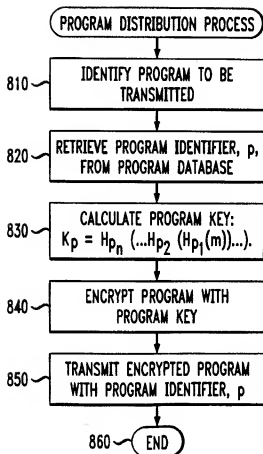 PROGRAM DISTRIBUTION PROCESS
810
IDENTIFY PROGRAM TO BE
TRANSMITTED
820
RETRIEVE PROGRAM IDENTIFIER, p,
FROM PROGRAM DATABASE
830
CALCULATE PROGRAM KEY:
Kp = Hpn (...Hp2 (Hp1(m))...).
840
ENCRYPT PROGRAM WITH
PROGRAM KEY
850
TRANSMIT ENCRYPTED PROGRAM
WITH PROGRAM IDENTIFIER, p
860
END